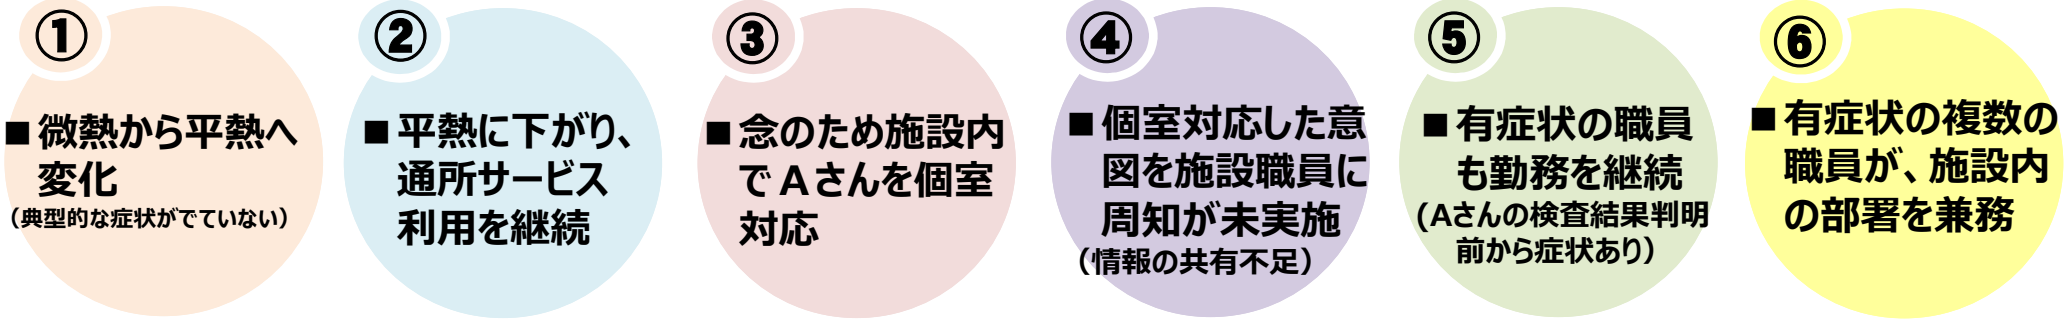 ①
■ 微熱から平熱へ
変化
（典型的な症状がでていない）
②
■ 平熱に下がり、
通所サービス
利用を継続
③
■ 念のため施設内
でAさんを個室
対応
④
■ 個室対応した意
図を施設職員に
周知が未実施
（情報の共有不足）
⑤
■ 有症状の職員
も勤務を継続
(Aさんの検査結果判明
前から症状あり）
⑥
■ 有症状の複数の
職員が、施設内
の部署を兼務